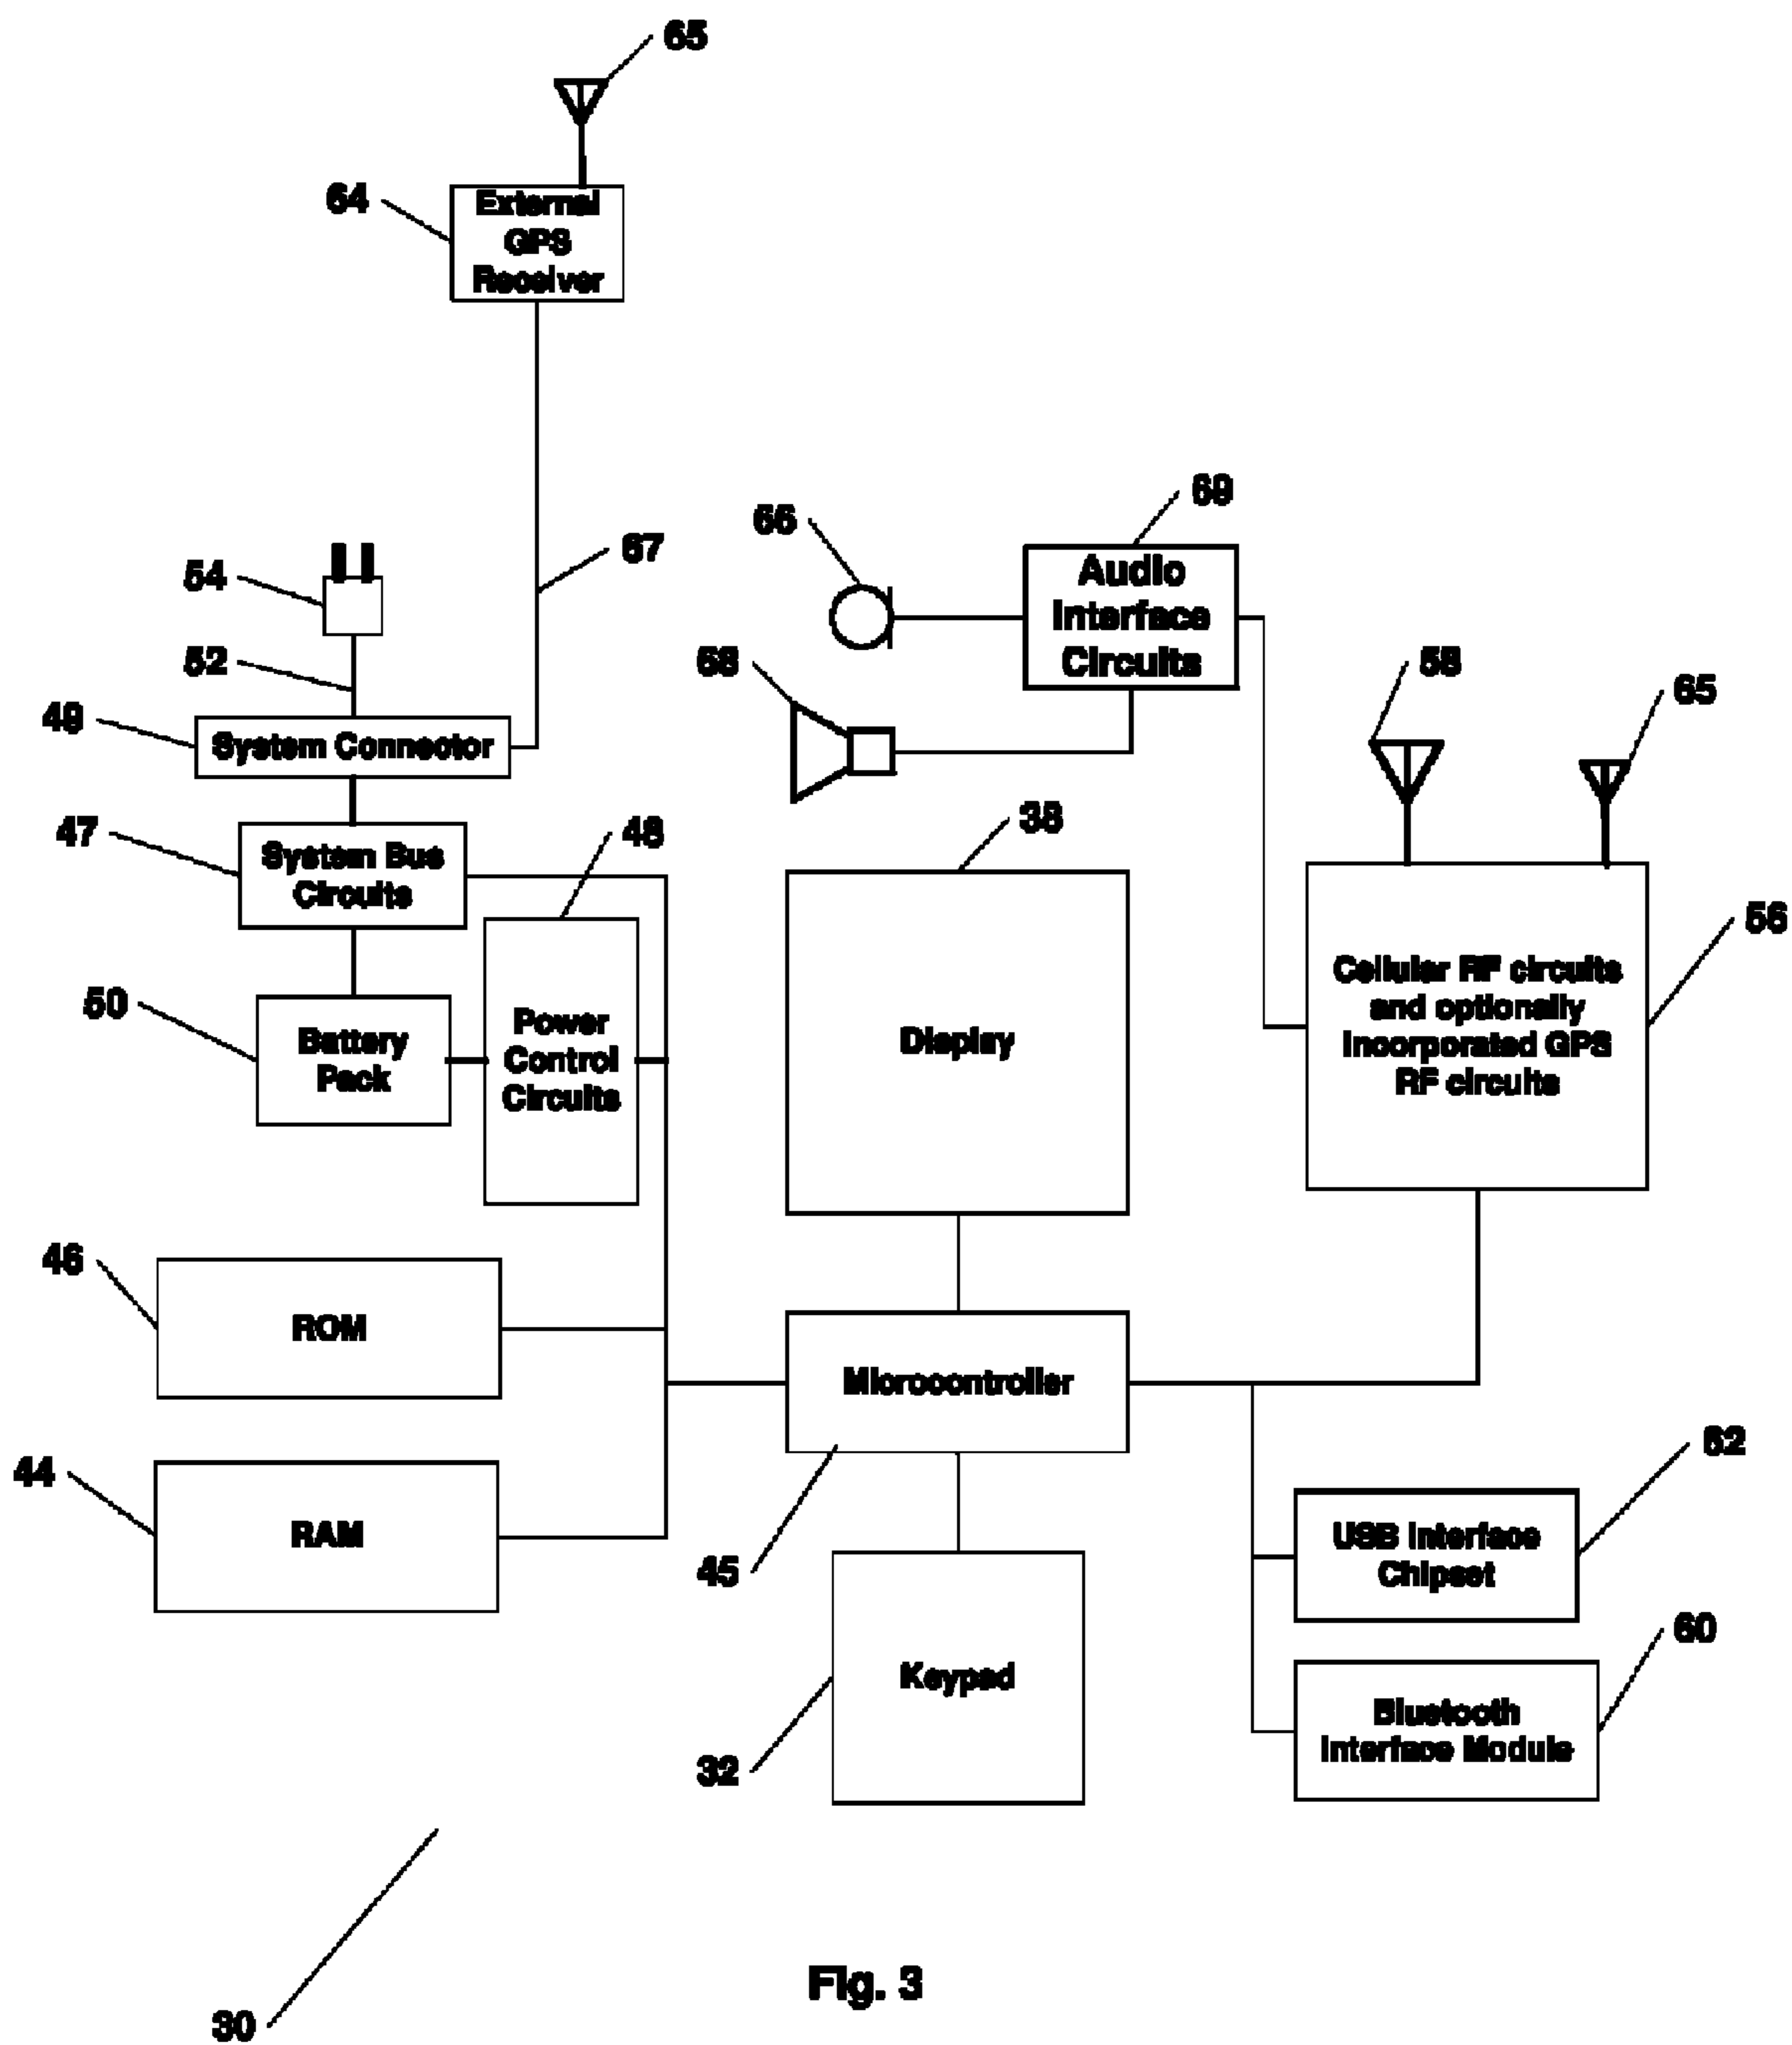 65
64
External
GPS
Receiver
69
66
67
54
Audio
Interface
Circuits
52
68
58
65
49
System Connector
38
47
48
System Bus
Circuits
56
50
Cellular RF circuits
and optionally
incorporated GPS
RF circuits
Power
Control
Circuits
Battery
Pack
Display
46
ROM
Microcontroller
62
44
RAM
USB Interface
Chipset
45
60
Keypad
Bluetooth
Interface Module
32
Fig. 3
30